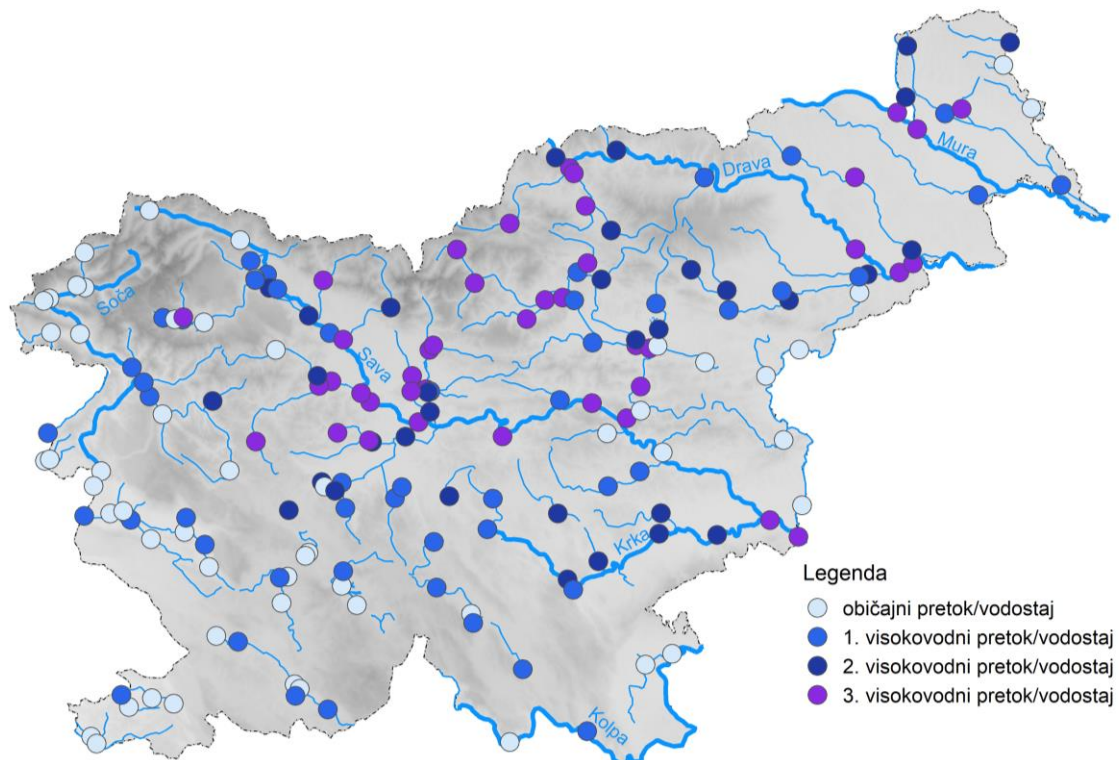 Mura
Drava
Soča
Sava
Krka
Kolpa
Legenda
običajni pretok/vodostaj
1. visokovodni pretok/vodostaj
2. visokovodni pretok/vodostaj
3. visokovodni pretok/vodostaj